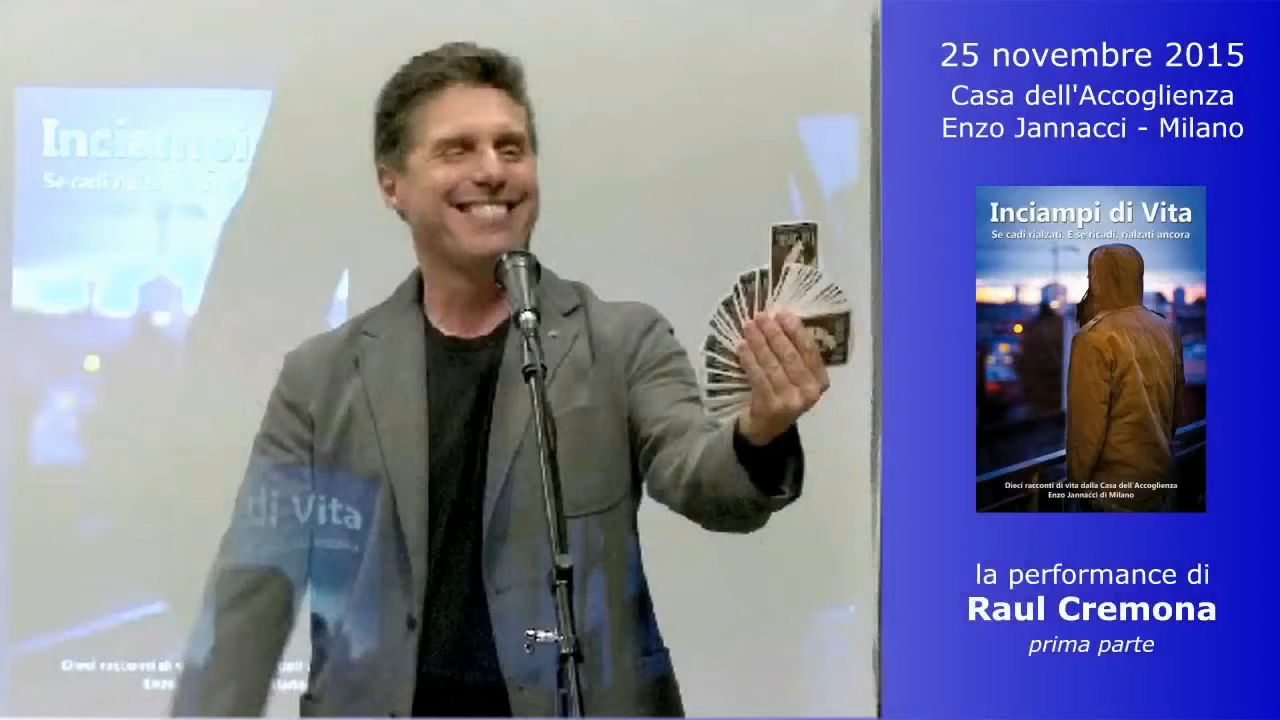 Inciampi
Se cadi
di Vita
25 novembre 2015
Casa dell'Accoglienza
Enzo Jannacci - Milano
Inciampi di Vita
Se cadi rialzati. E se ricadi, rialzati ancora
Dieci racconti di vita dalla Casa dell'Accoglienza
Enzo Jannacci di Milano
la performance di
Raul Cremona
prima parte